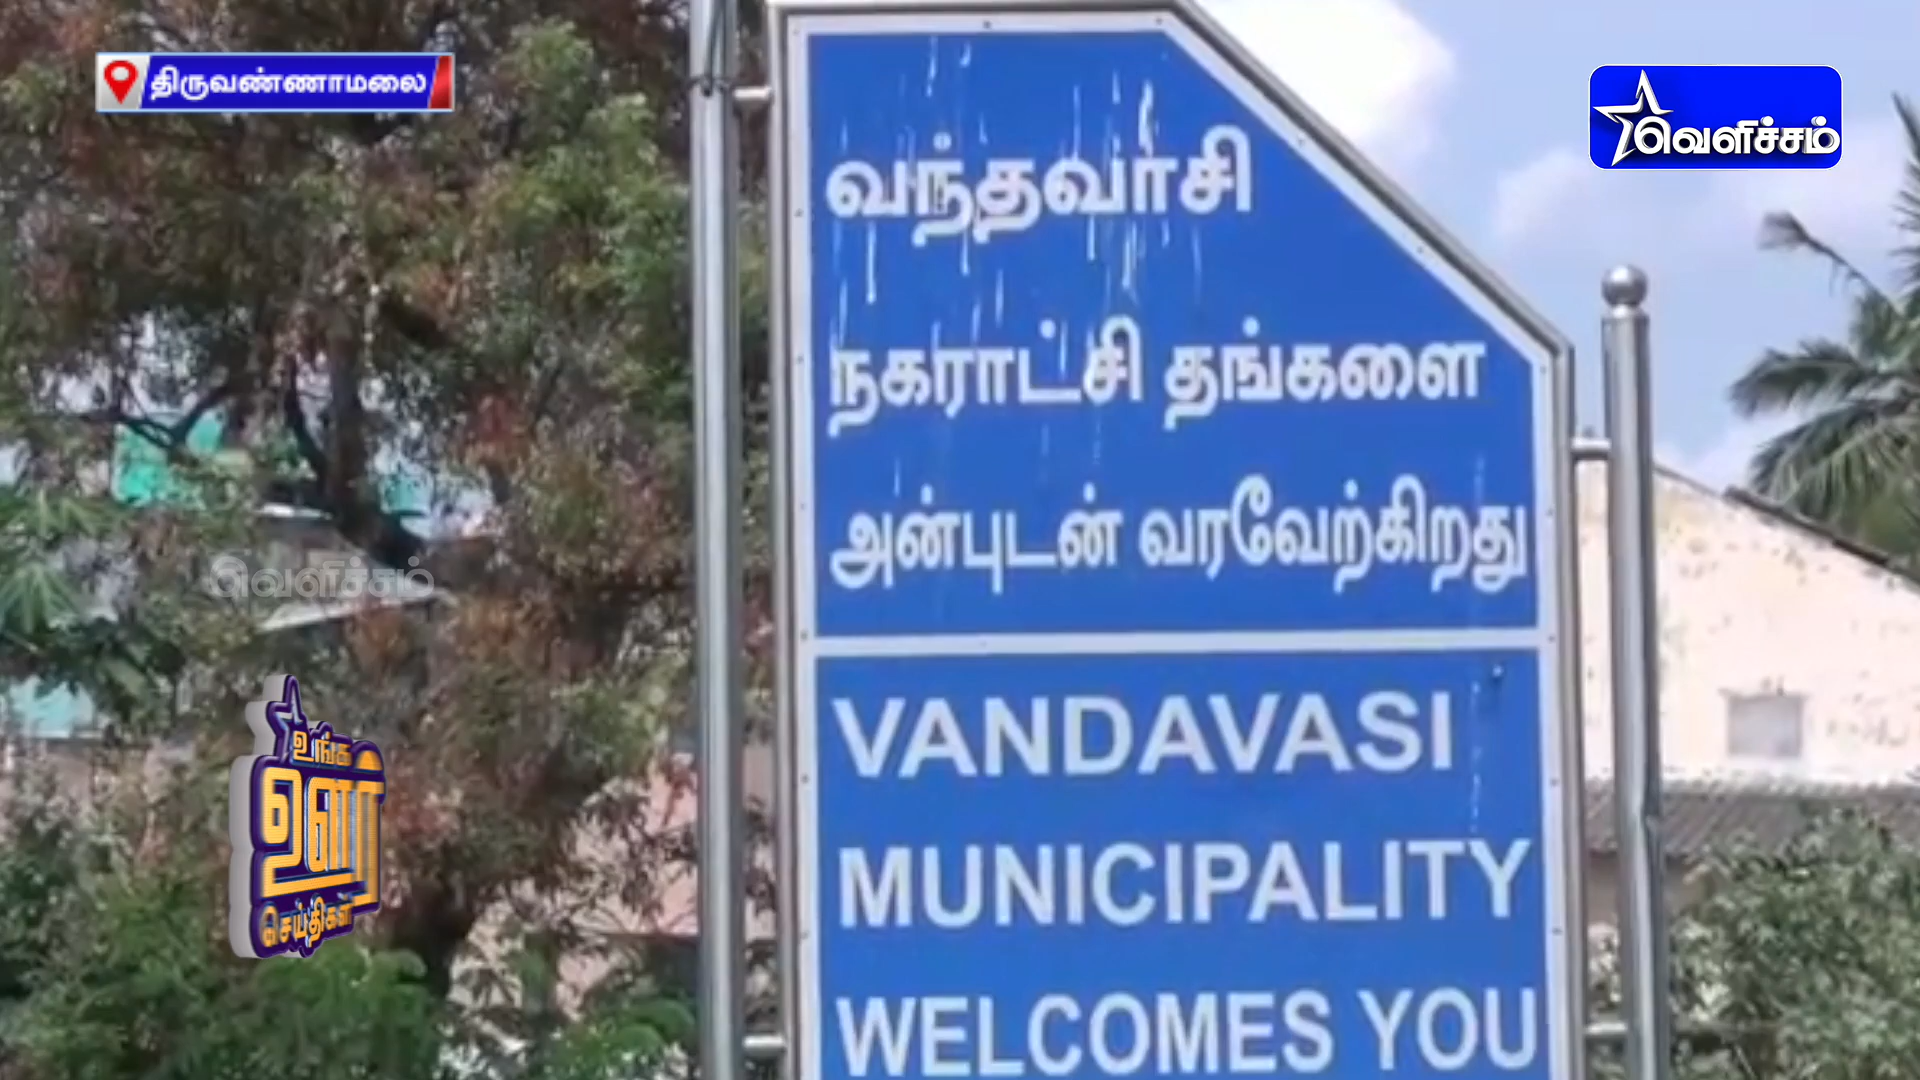 திருவண்ணாமலை
வெளிச்சம்
வந்தவாசி
நகராட்சி தங்களை
அன்புடன் வரவேற்கிறது
வெளிச்சம்
VANDAVASI
MUNICIPALITY
WELCOMES YOU
உங்க
ஊர்
செய்திகள்